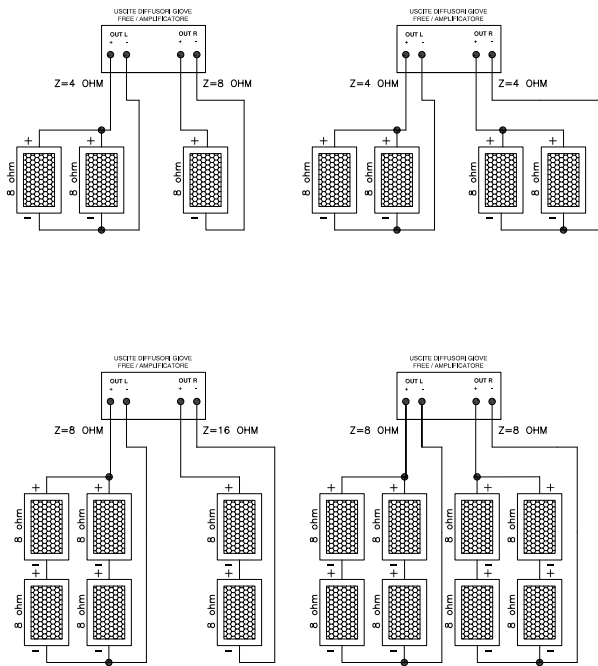 USCITE DIFFUSORI GIOVE
FREE / AMPLIFICATORE
OUT L OUT R
+ - + -
Z=4 OHM Z=8 OHM
+ + +
8 ohm 8 ohm 8 ohm
- - -
USCITE DIFFUSORI GIOVE
FREE / AMPLIFICATORE
OUT L OUT R
+ - + -
Z=4 OHM Z=4 OHM
+ + + +
8 ohm 8 ohm 8 ohm 8 ohm
- - - -
USCITE DIFFUSORI GIOVE
FREE / AMPLIFICATORE
OUT L OUT R
+ - + -
Z=8 OHM Z=16 OHM
+ + +
8 ohm 8 ohm 8 ohm
- + - + - +
8 ohm 8 ohm 8 ohm
- - -
USCITE DIFFUSORI GIOVE
FREE / AMPLIFICATORE
OUT L OUT R
+ - + -
Z=8 OHM Z=8 OHM
+ + + +
8 ohm 8 ohm 8 ohm 8 ohm
- + - + - + - +
8 ohm 8 ohm 8 ohm 8 ohm
- - - -